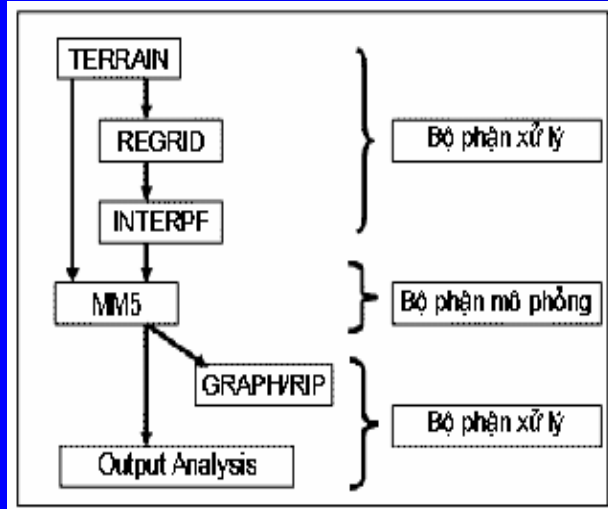 TERRAIN
REGRID
Bộ phận xử lý
INTERPF
MM5
Bộ phận mô phỏng
GRAPH/RIP
Bộ phận xử lý
Output Analysis